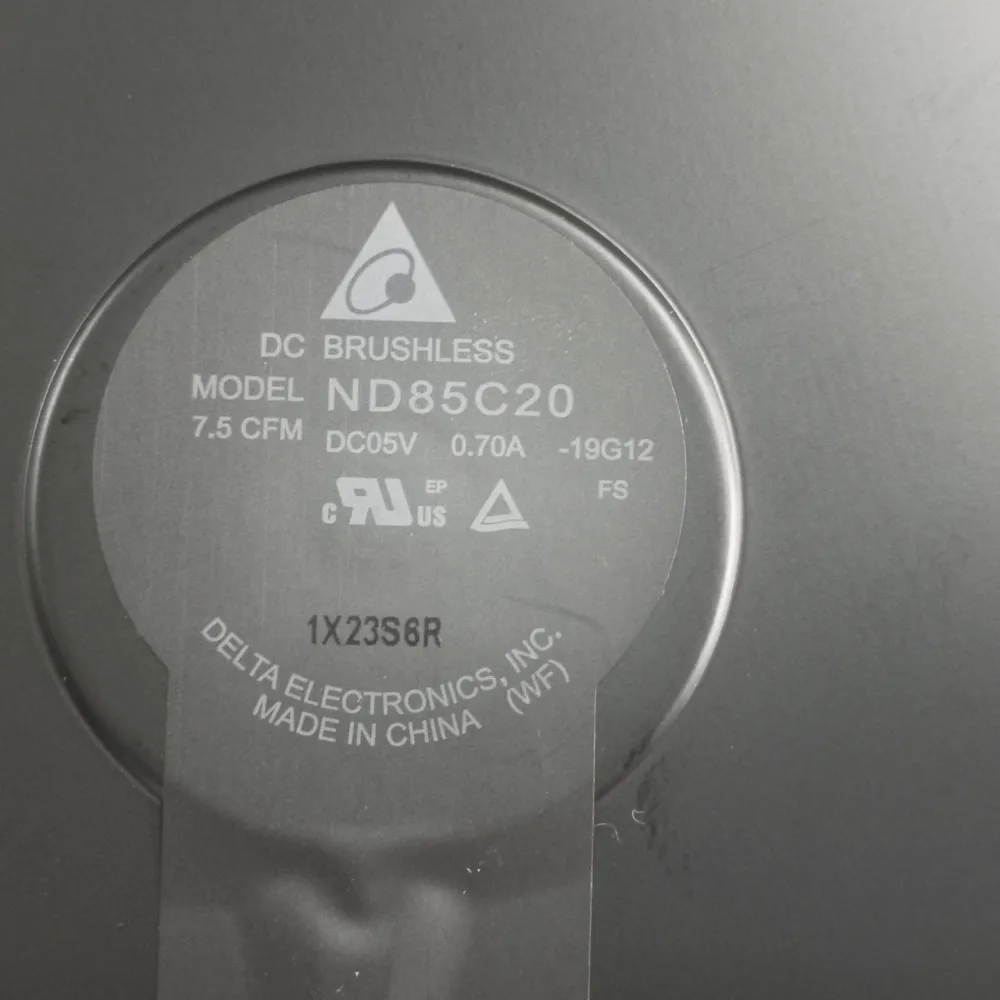 DC BRUSHLESS
MODEL ND85C20
7.5 CFM DC05V 0.70A -19G12
C RU US EP FS
1X23S6R
DELTA ELECTRONICS, INC.
MADE IN CHINA (WF)